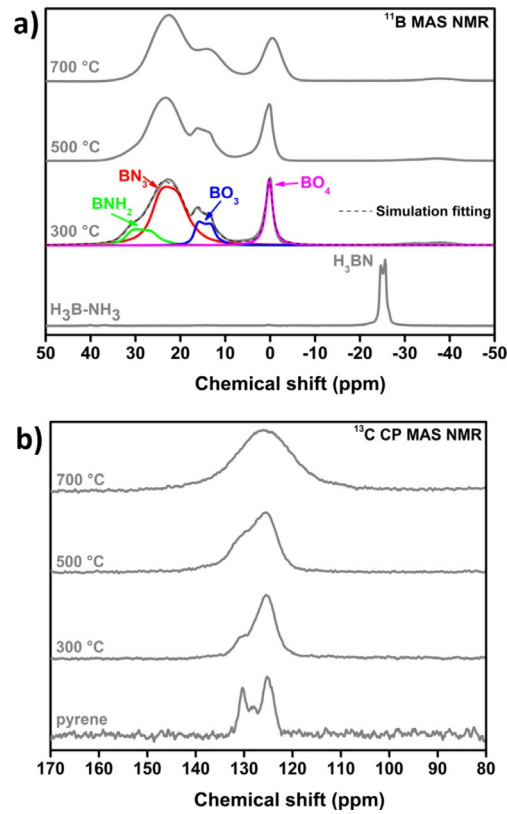 a)
¹¹B MAS NMR
700 °C
500 °C
BN₃
BO₄
BNH₂
BO₃
---- Simulation fitting
300 °C
H₃BN
H₃B-NH₃
50 40 30 20 10 0 -10 -20 -30 -40 -50
Chemical shift (ppm)
b)
¹³C CP MAS NMR
700 °C
500 °C
300 °C
pyrene
170 160 150 140 130 120 110 100 90 80
Chemical shift (ppm)